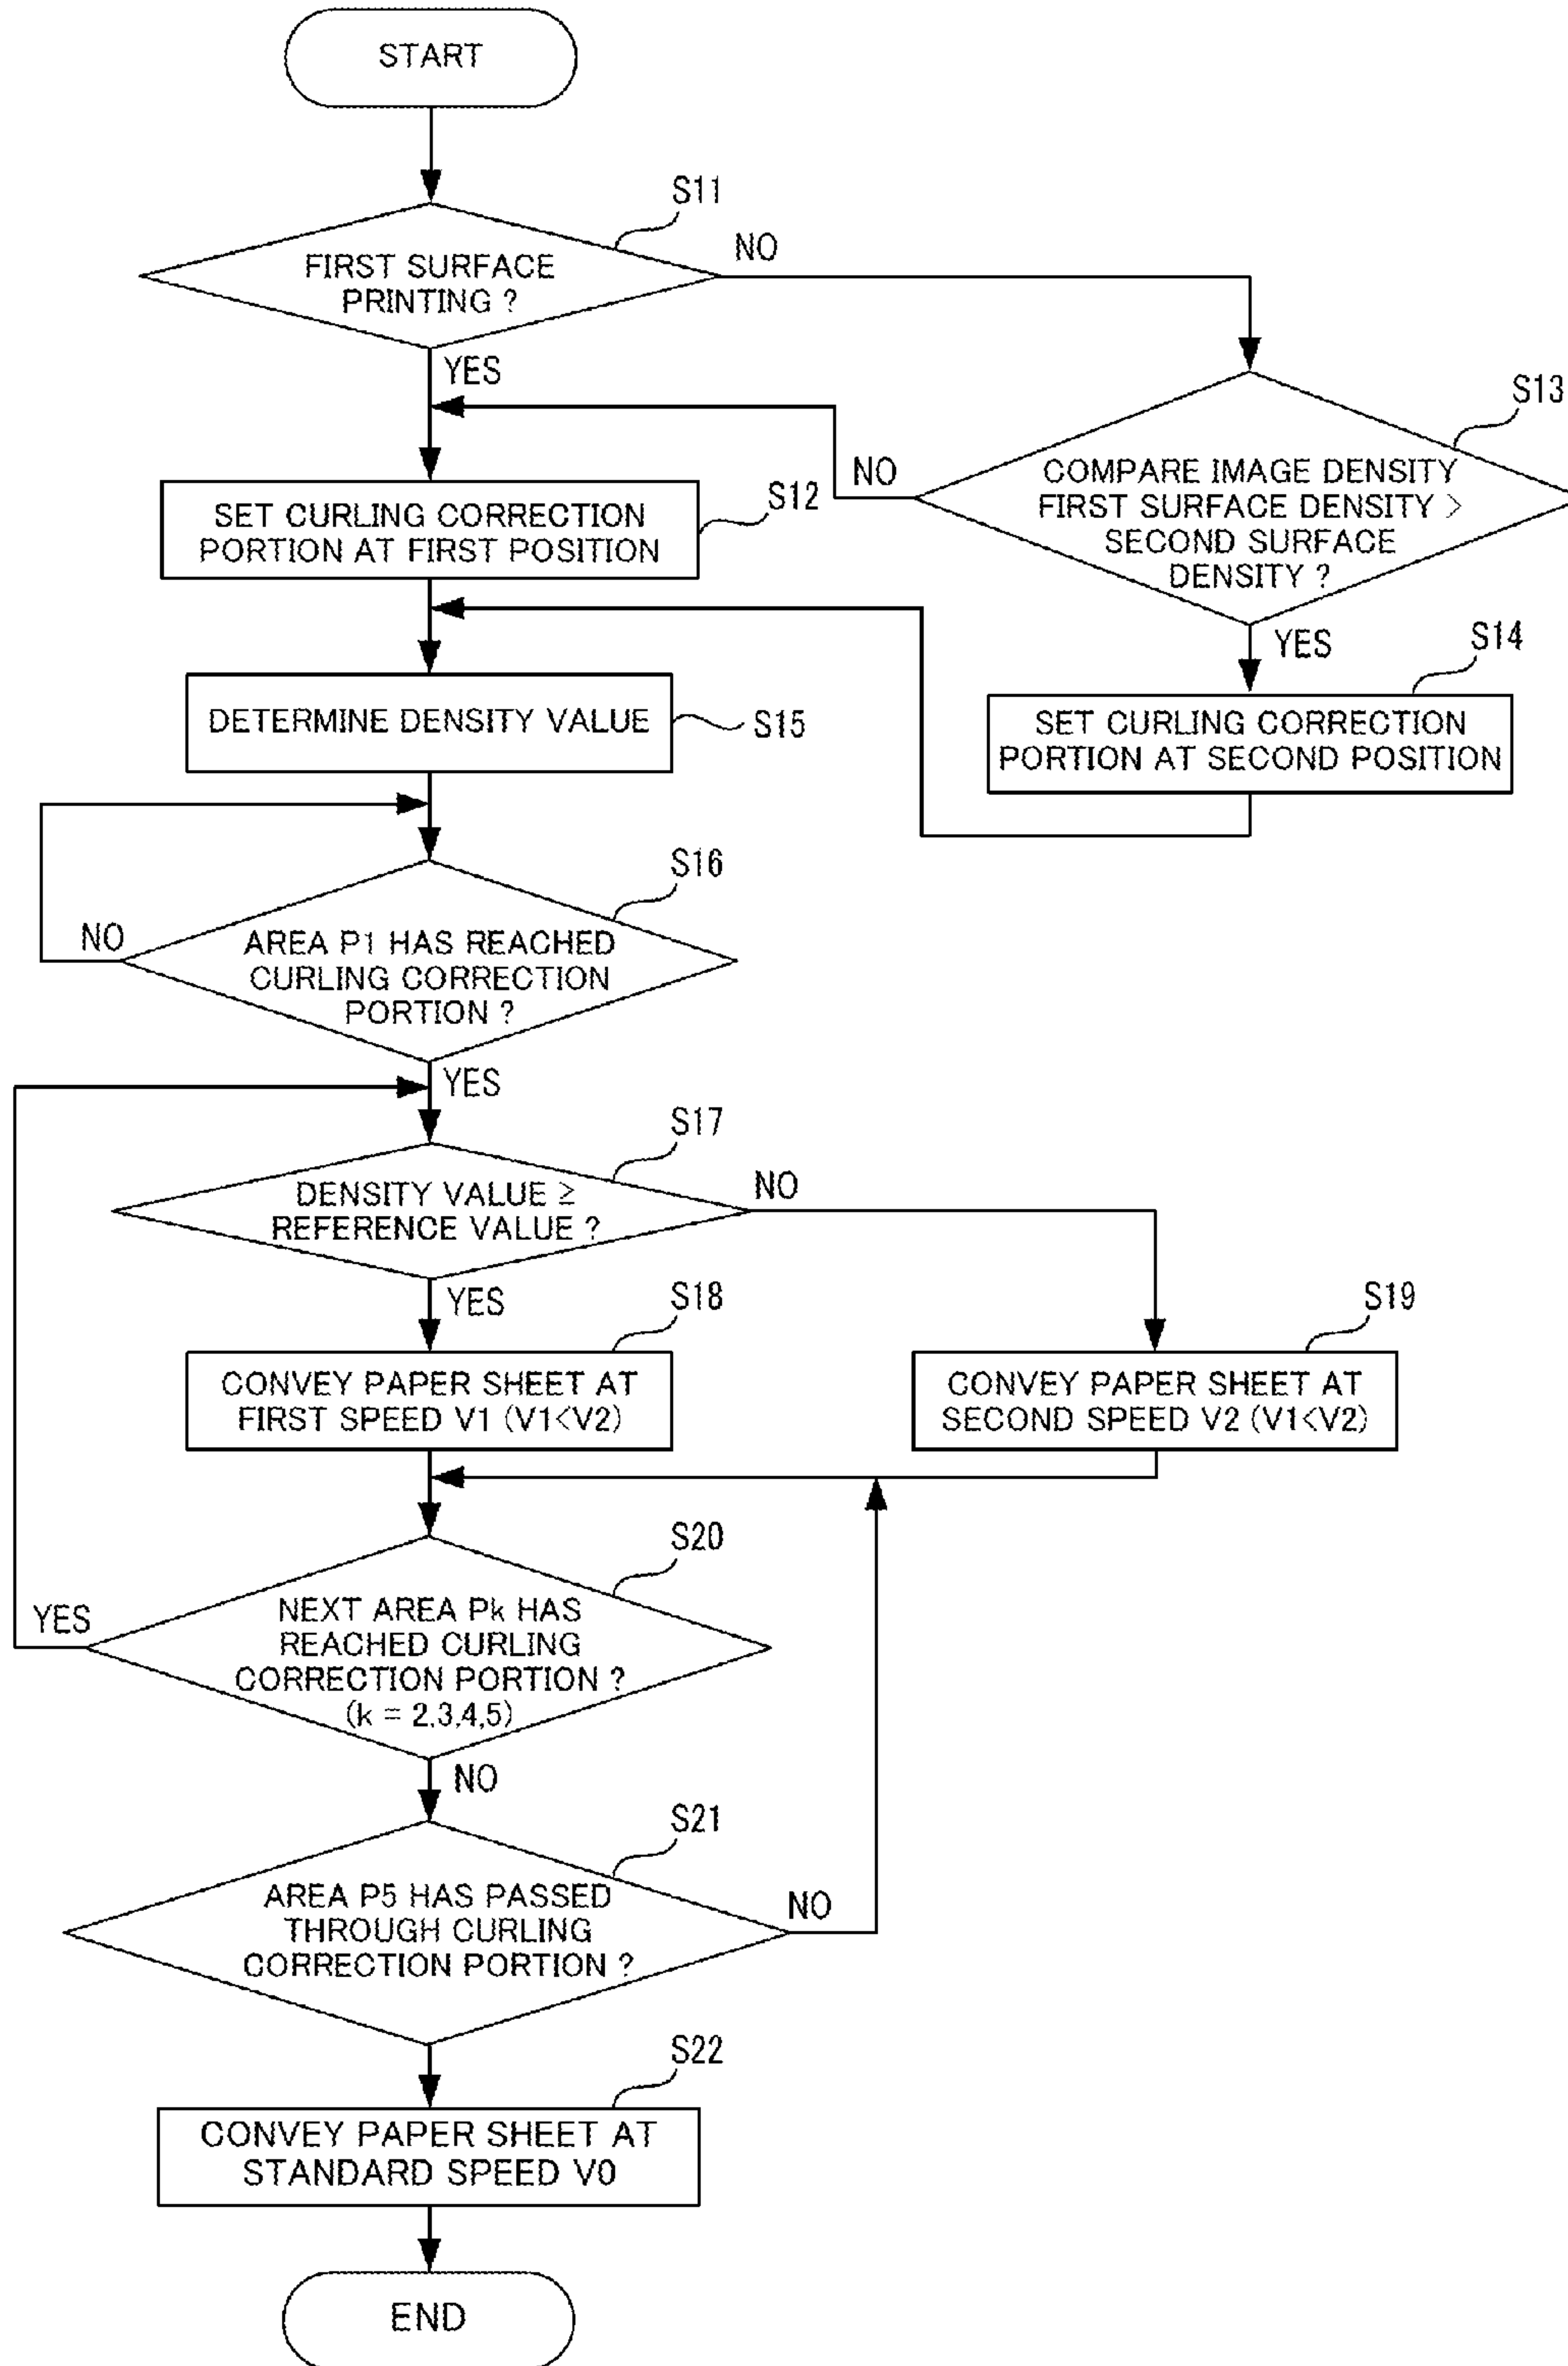 START
S11
FIRST SURFACE
PRINTING ?
NO
YES
S13
COMPARE IMAGE DENSITY
FIRST SURFACE DENSITY >
SECOND SURFACE
DENSITY ?
NO
YES
S12
SET CURLING CORRECTION
PORTION AT FIRST POSITION
S14
SET CURLING CORRECTION
PORTION AT SECOND POSITION
DETERMINE DENSITY VALUE
S15
S16
AREA P1 HAS REACHED
CURLING CORRECTION
PORTION ?
NO
YES
S17
DENSITY VALUE ≥
REFERENCE VALUE ?
NO
YES
S18
CONVEY PAPER SHEET AT
FIRST SPEED V1 (V1<V2)
S19
CONVEY PAPER SHEET AT
SECOND SPEED V2 (V1<V2)
S20
NEXT AREA Pk HAS
REACHED CURLING
CORRECTION PORTION ?
(k = 2,3,4,5)
YES
NO
S21
AREA P5 HAS PASSED
THROUGH CURLING
CORRECTION PORTION ?
NO
S22
CONVEY PAPER SHEET AT
STANDARD SPEED V0
END